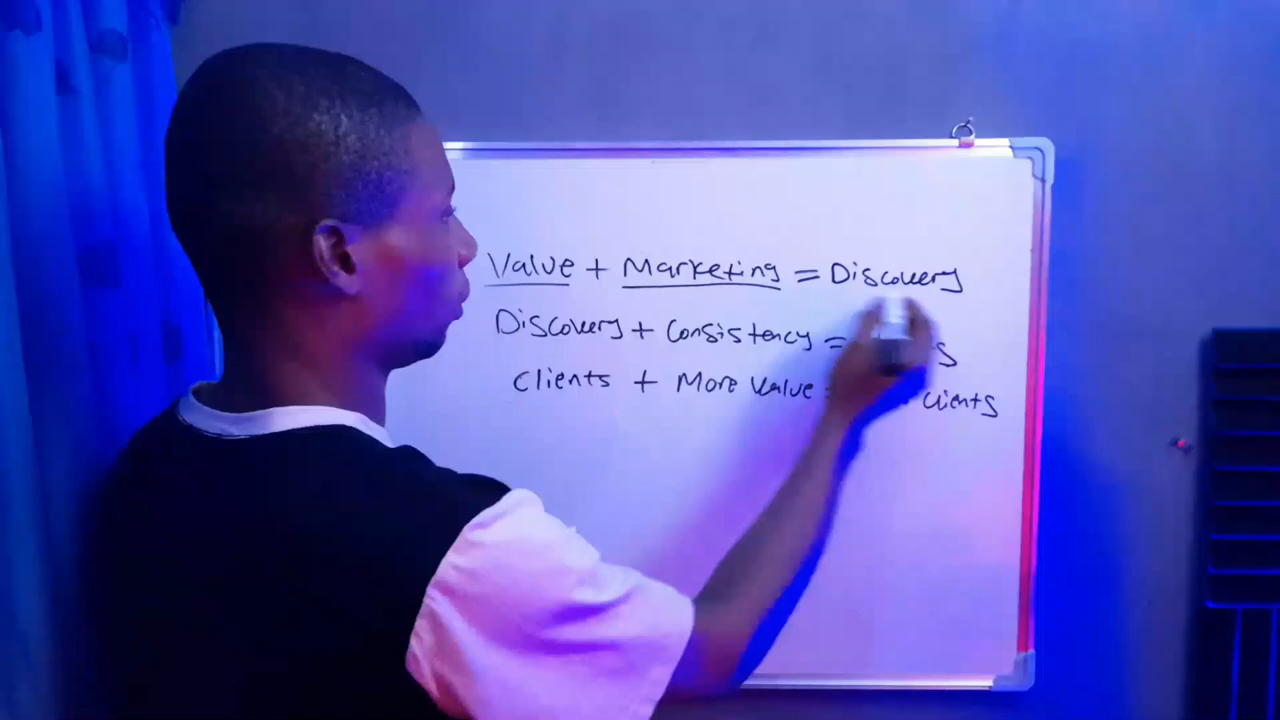 Value + Marketing = Discovery
Discovery + Consistency =
Clients + More Value clients